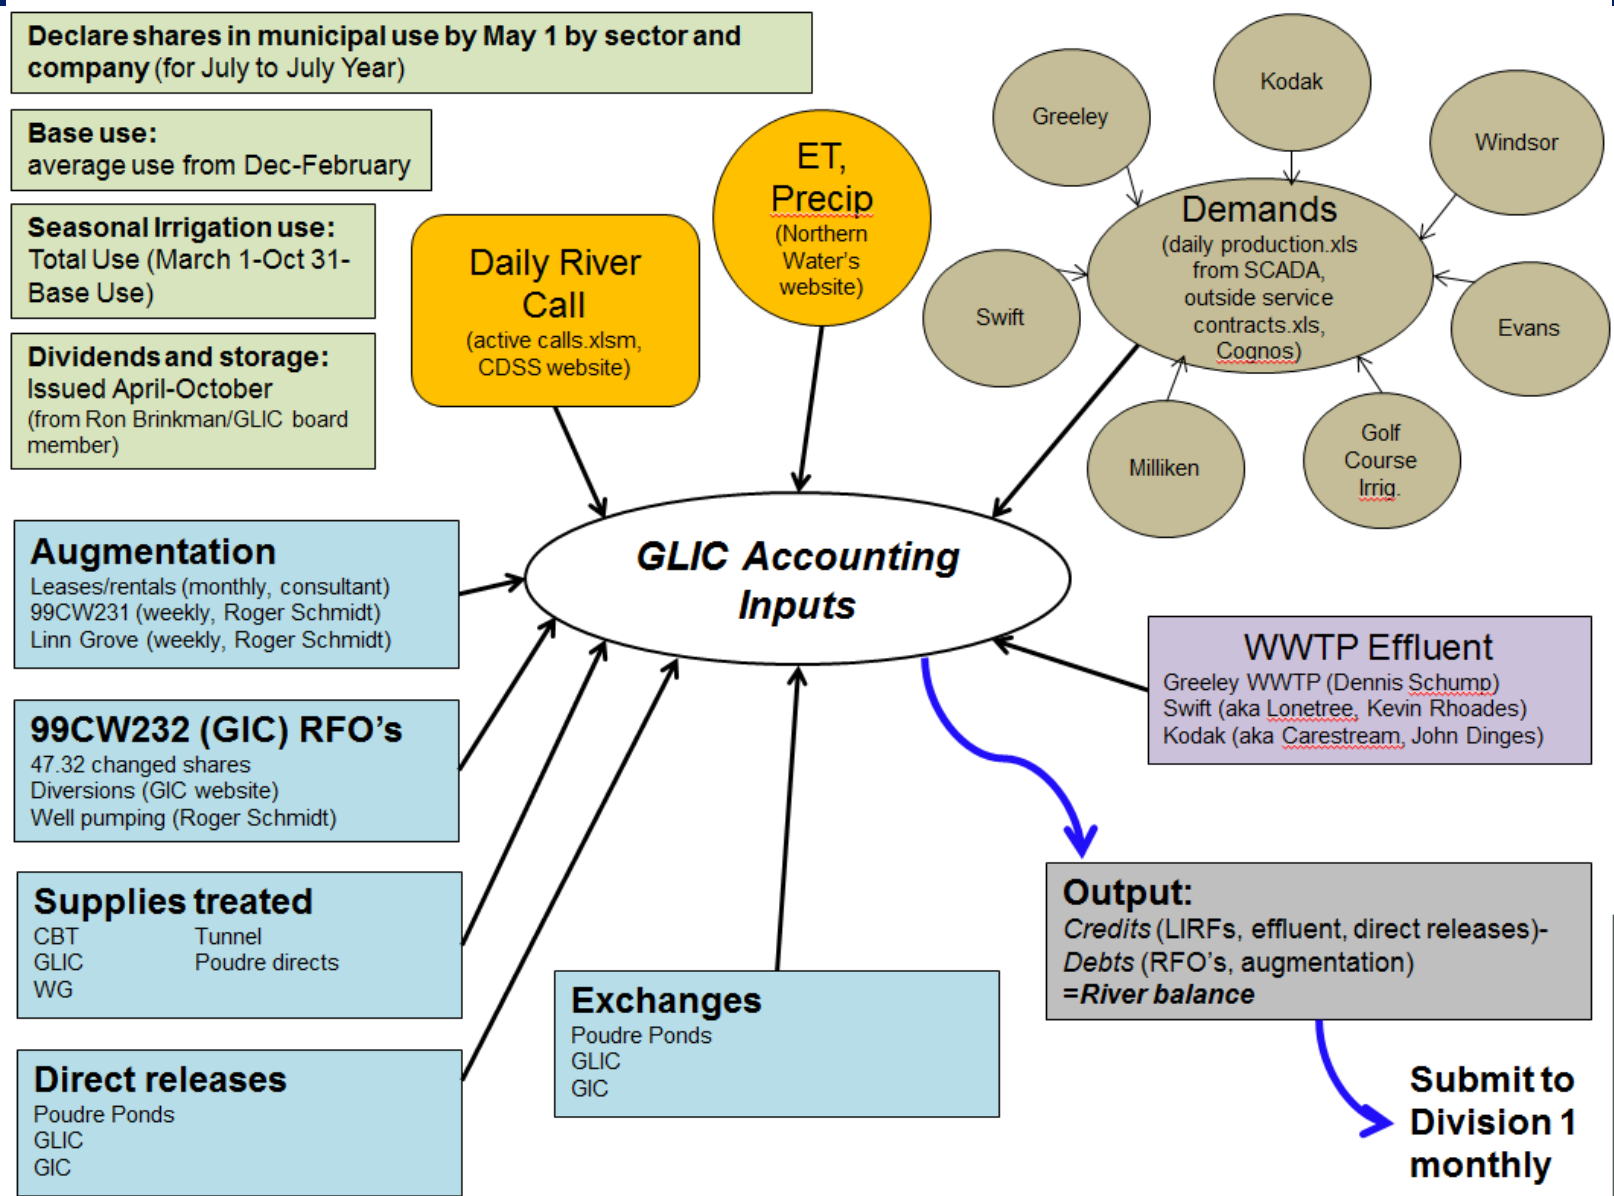 Declare shares in municipal use by May 1 by sector and
company (for July to July Year)
Base use:
average use from Dec-February
Seasonal Irrigation use:
Total Use (March 1-Oct 31-
Base Use)
Dividends and storage:
Issued April-October
(from Ron Brinkman/GLIC board
member)
Daily River
Call
(active calls.xlsm,
CDSS website)
ET,
Precip
(Northern
Water's
website)
Greeley
Kodak
Windsor
Swift
Demands
(daily production.xls
from SCADA,
outside service
contracts.xls,
Cognos)
Evans
Milliken
Golf
Course
Irrig.
GLIC Accounting
Inputs
Augmentation
Leases/rentals (monthly, consultant)
99CW231 (weekly, Roger Schmidt)
Linn Grove (weekly, Roger Schmidt)
99CW232 (GIC) RFO's
47.32 changed shares
Diversions (GIC website)
Well pumping (Roger Schmidt)
Supplies treated
CBT Tunnel
GLIC Poudre directs
WG
Direct releases
Poudre Ponds
GLIC
GIC
Exchanges
Poudre Ponds
GLIC
GIC
WWTP Effluent
Greeley WWTP (Dennis Schump)
Swift (aka Lonetree, Kevin Rhoades)
Kodak (aka Carestream, John Dinges)
Output:
Credits (LIRFs, effluent, direct releases)-
Debts (RFO's, augmentation)
=River balance
Submit to
Division 1
monthly